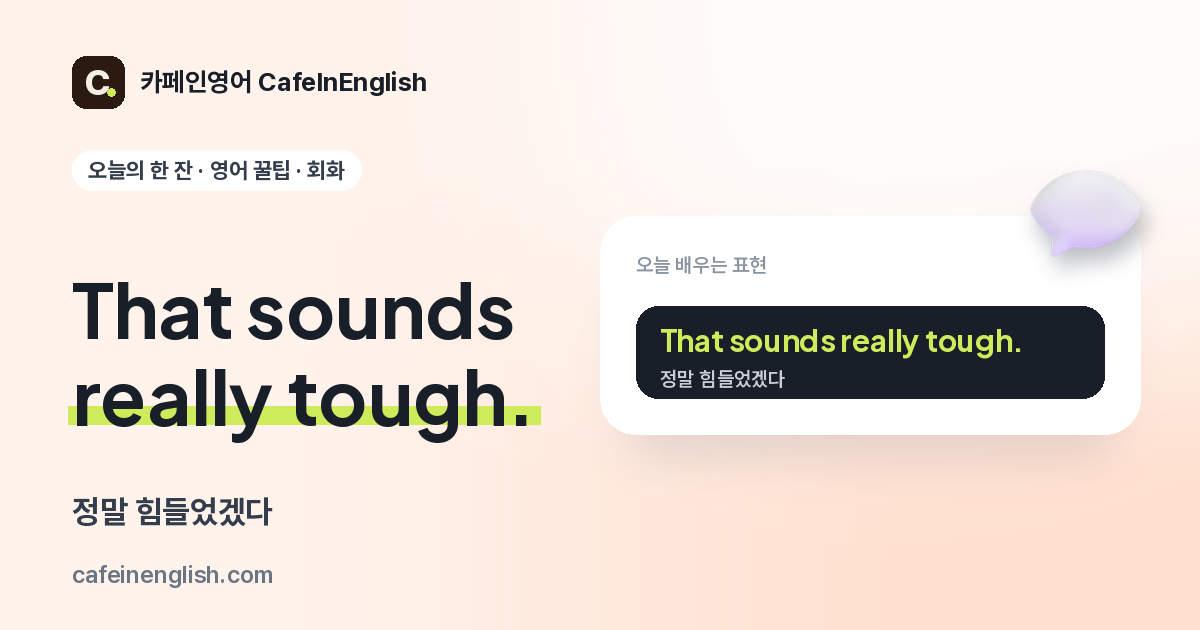 C
카페인영어 CafeInEnglish
오늘의 한 잔 · 영어 꿀팁 · 회화
That sounds
really tough.
정말 힘들었겠다
cafeinenglish.com
오늘 배우는 표현
That sounds really tough.
정말 힘들었겠다